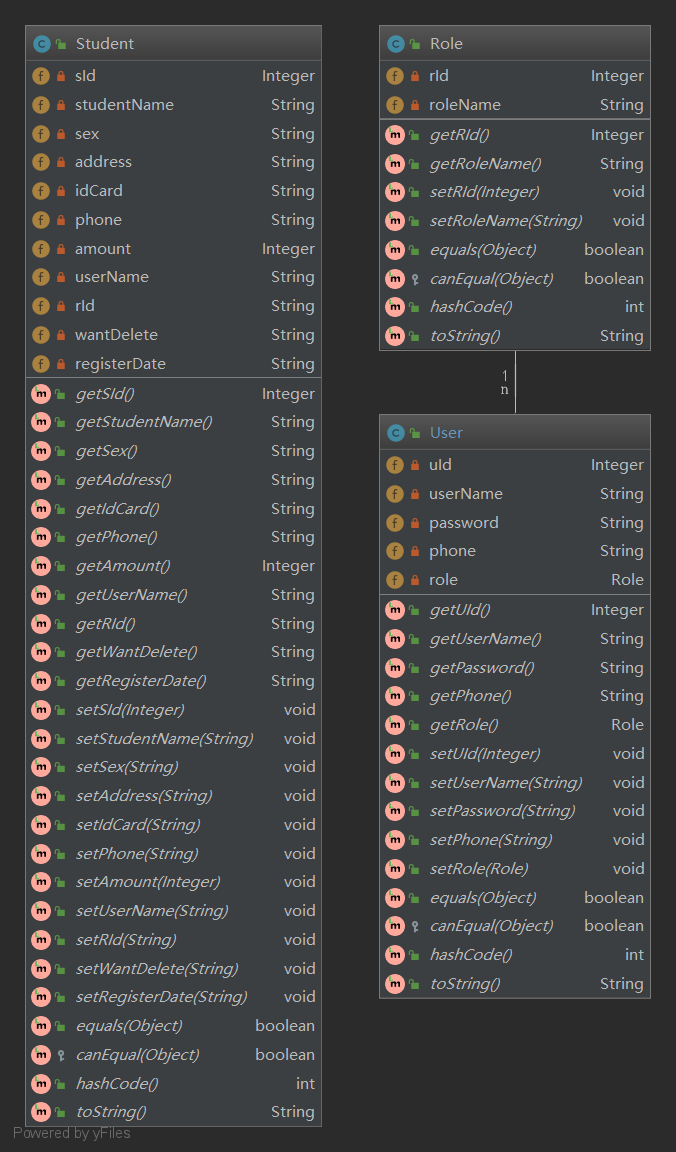 Student
sId Integer
studentName String
sex String
address String
idCard String
phone String
amount Integer
userName String
rId String
wantDelete String
registerDate String
getSId() Integer
getStudentName() String
getSex() String
getAddress() String
getIdCard() String
getPhone() String
getAmount() Integer
getUserName() String
getRId() String
getWantDelete() String
getRegisterDate() String
setSId(Integer) void
setStudentName(String) void
setSex(String) void
setAddress(String) void
setIdCard(String) void
setPhone(String) void
setAmount(Integer) void
setUserName(String) void
setRId(String) void
setWantDelete(String) void
setRegisterDate(String) void
equals(Object) boolean
canEqual(Object) boolean
hashCode() int
toString() String
Role
rId Integer
roleName String
getRId() Integer
getRoleName() String
setRId(Integer) void
setRoleName(String) void
equals(Object) boolean
canEqual(Object) boolean
hashCode() int
toString() String
1
n
User
uId Integer
userName String
password String
phone String
role Role
getUId() Integer
getUserName() String
getPassword() String
getPhone() String
getRole() Role
setUId(Integer) void
setUserName(String) void
setPassword(String) void
setPhone(String) void
setRole(Role) void
equals(Object) boolean
canEqual(Object) boolean
hashCode() int
toString() String
Powered by yFiles